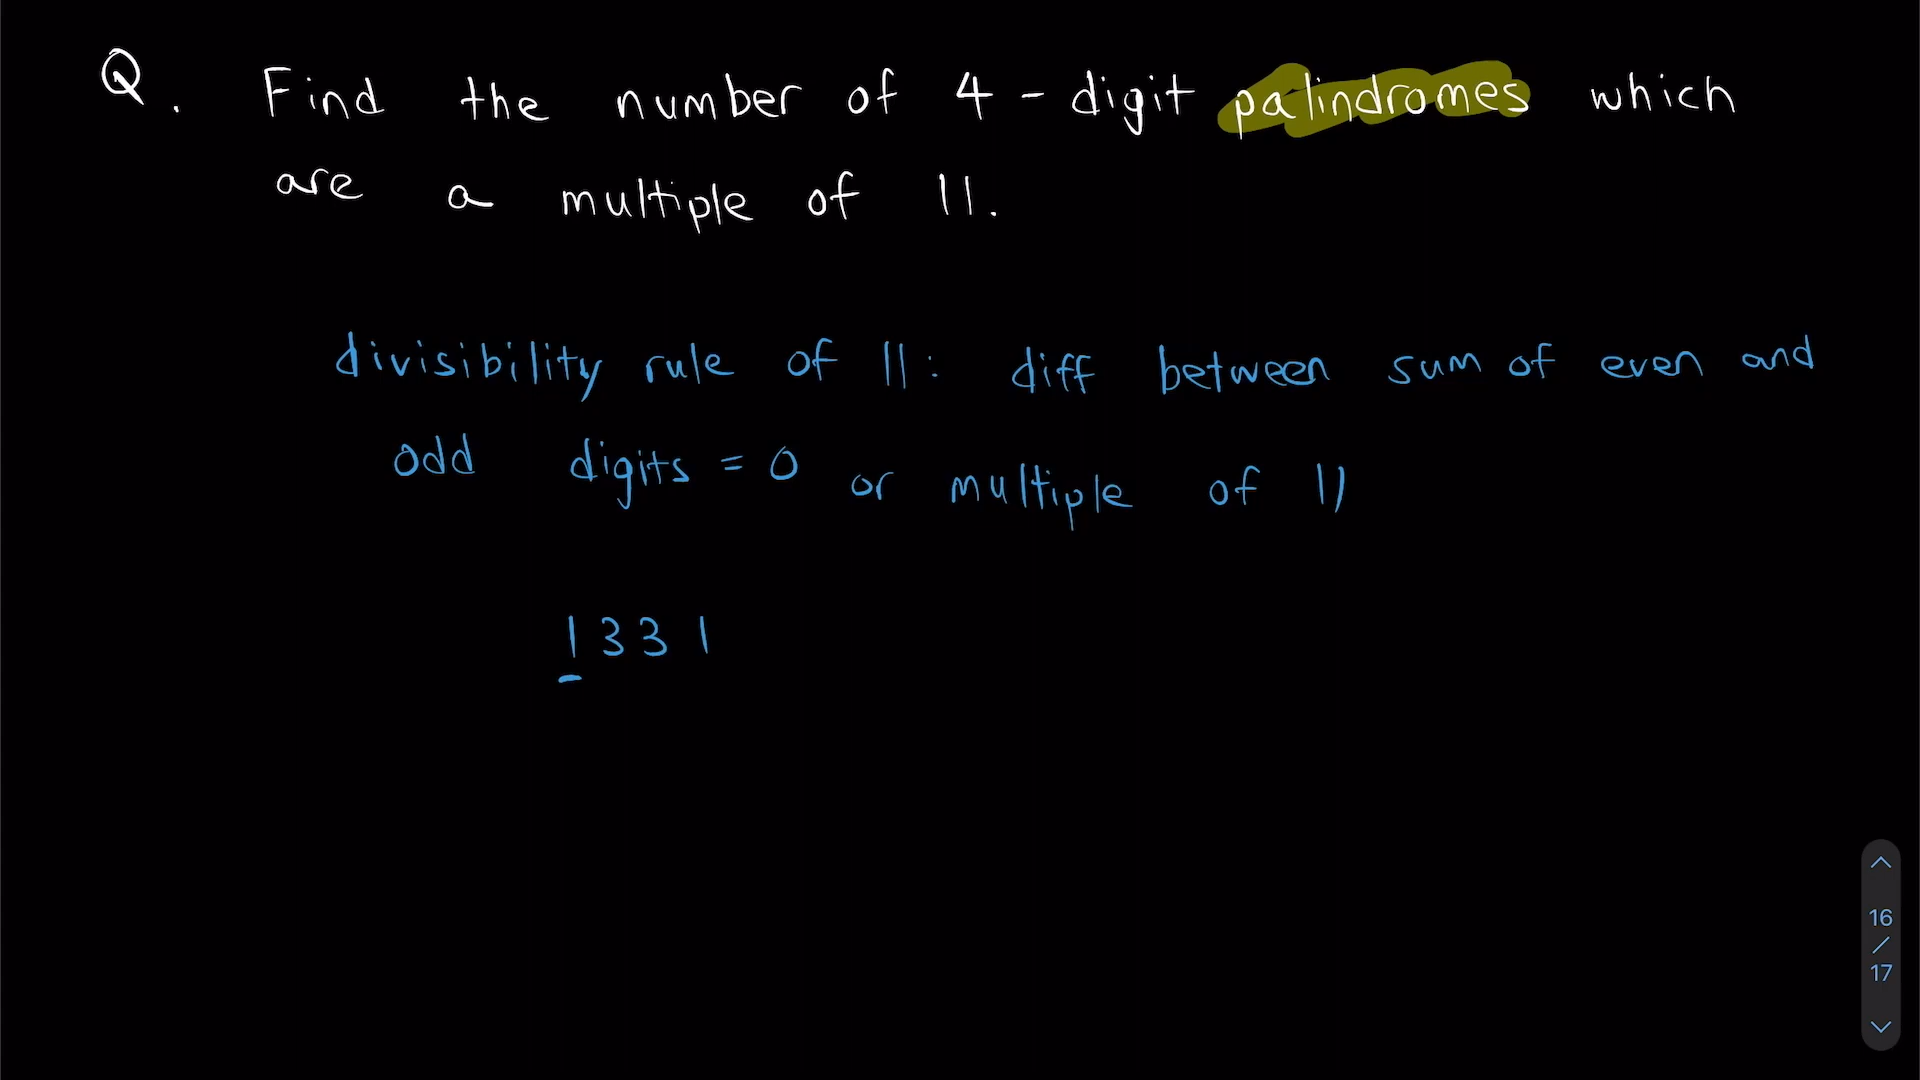 Q. Find the number of 4-digit palindromes which
are a multiple of 11.
divisibility rule of 11: diff between sum of even and
odd digits = 0 or multiple of 11
1331
16
/
17